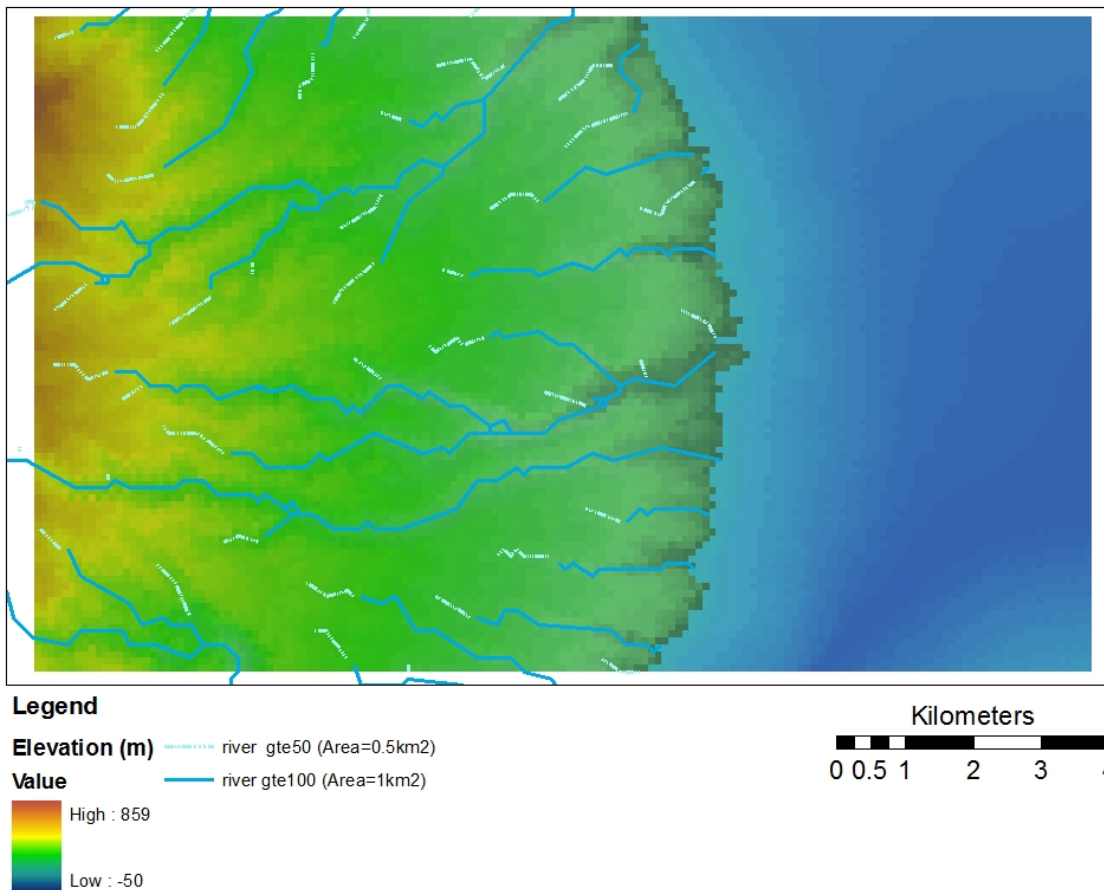 Legend
Elevation (m)
river gte50 (Area=0.5km2)
Value
river gte100 (Area=1km2)
High : 859
Low : -50
Kilometers
0 0.5 1 2 3